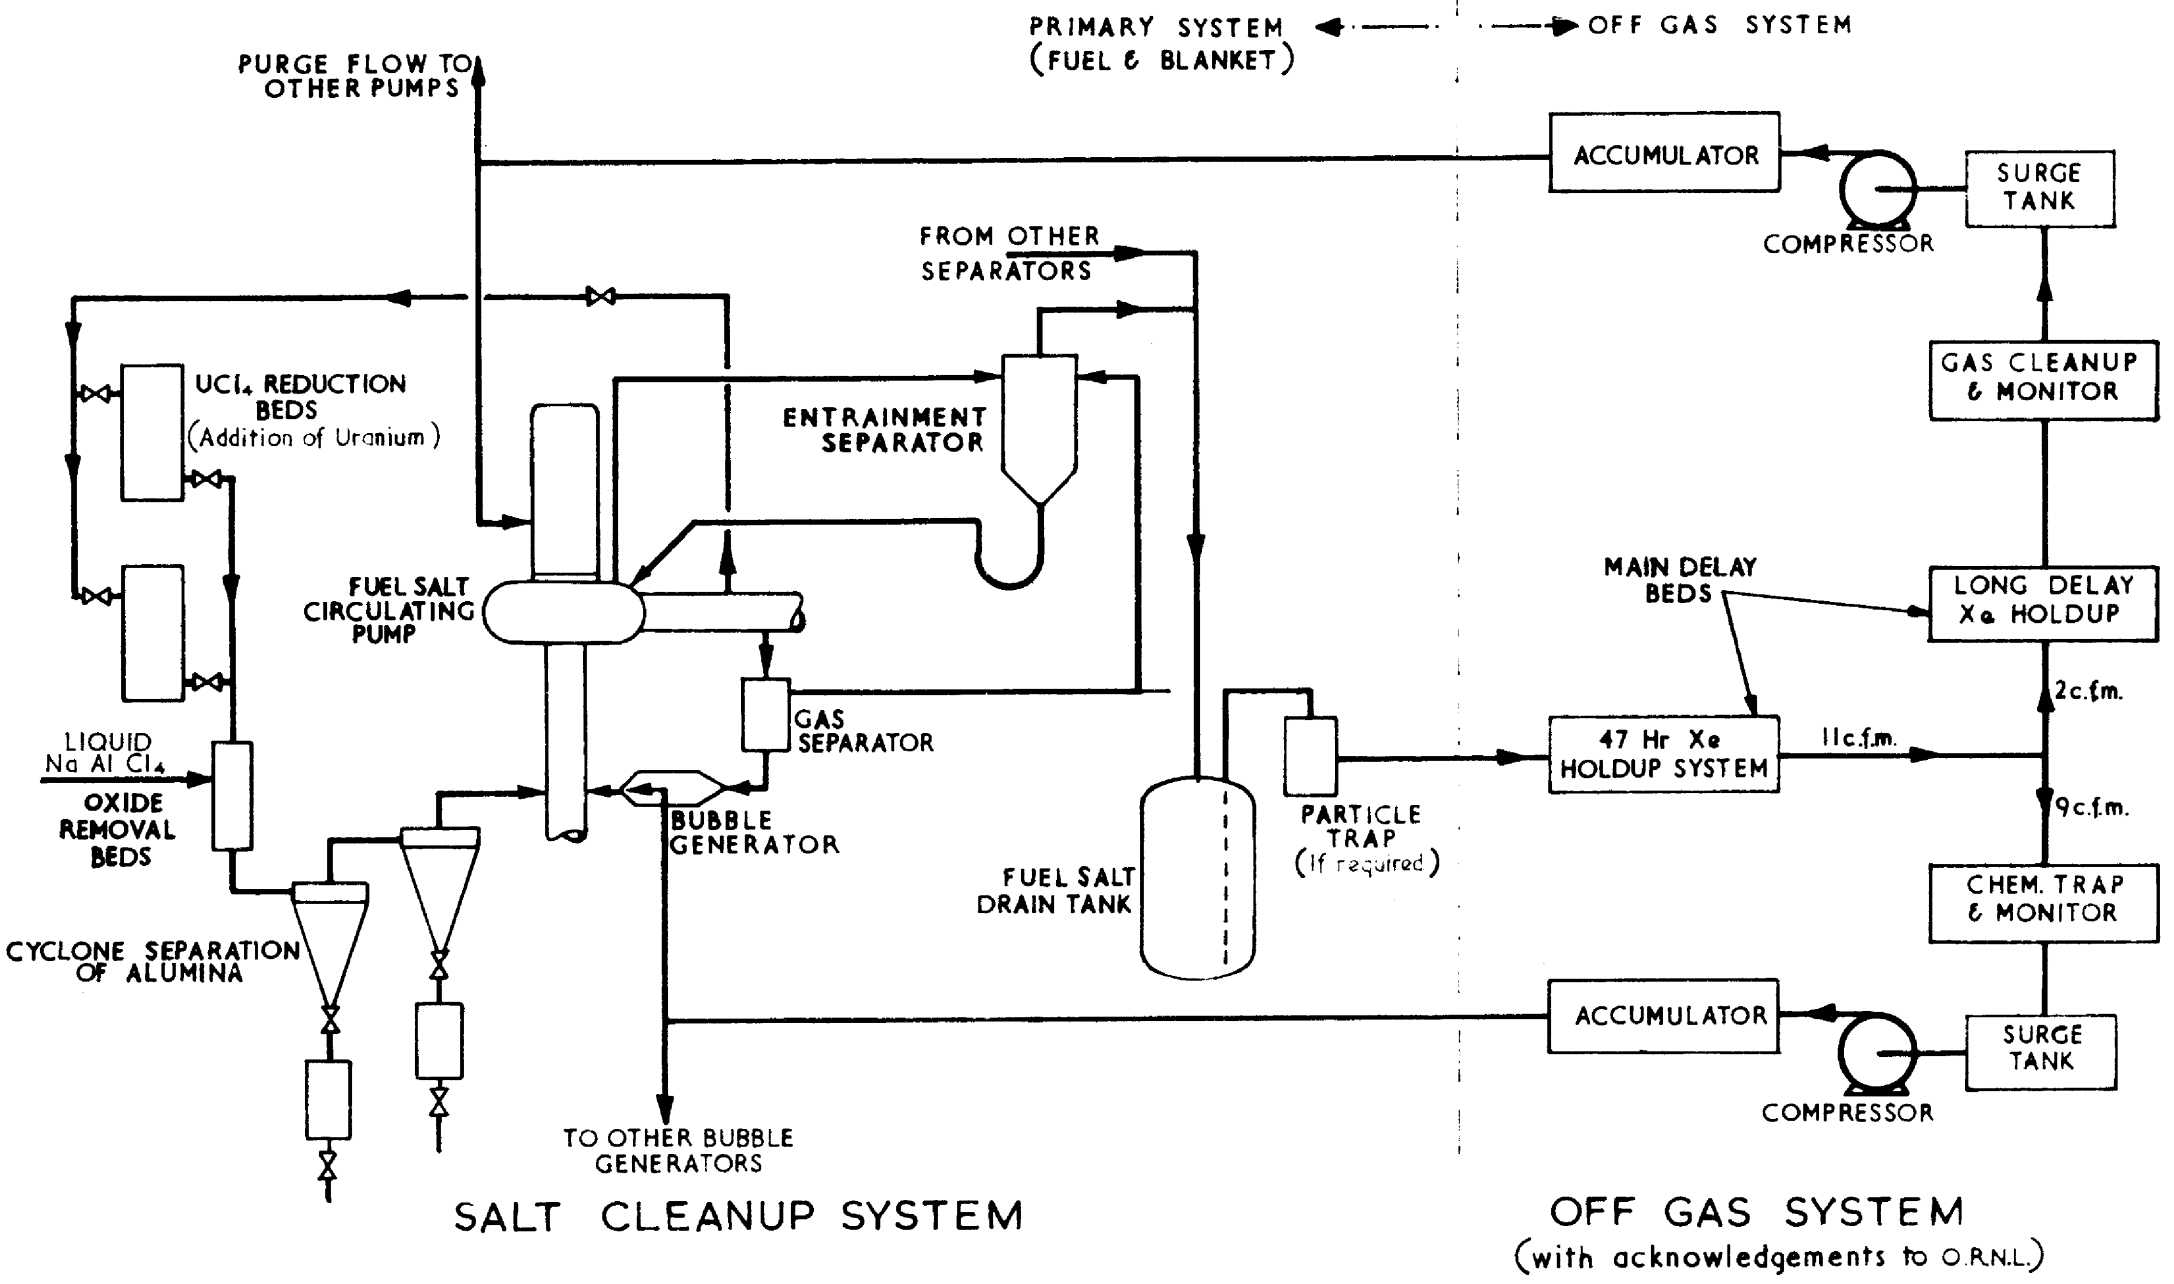 PRIMARY SYSTEM
(FUEL & BLANKET)
OFF GAS SYSTEM
PURGE FLOW TO
OTHER PUMPS
ACCUMULATOR
SURGE
TANK
COMPRESSOR
FROM OTHER
SEPARATORS
GAS CLEANUP
& MONITOR
UCl₄ REDUCTION
BEDS
(Addition of Uranium)
ENTRAINMENT
SEPARATOR
MAIN DELAY
BEDS
LONG DELAY
Xe HOLDUP
FUEL SALT
CIRCULATING
PUMP
2 c.f.m.
GAS
SEPARATOR
LIQUID
Na Al Cl₄
OXIDE
REMOVAL
BEDS
47 Hr Xe
HOLDUP SYSTEM
11 c.f.m.
9 c.f.m.
BUBBLE
GENERATOR
PARTICLE
TRAP
(If required)
FUEL SALT
DRAIN TANK
CHEM. TRAP
& MONITOR
CYCLONE SEPARATION
OF ALUMINA
ACCUMULATOR
SURGE
TANK
COMPRESSOR
TO OTHER BUBBLE
GENERATORS
SALT CLEANUP SYSTEM
OFF GAS SYSTEM
(with acknowledgements to O.R.N.L.)